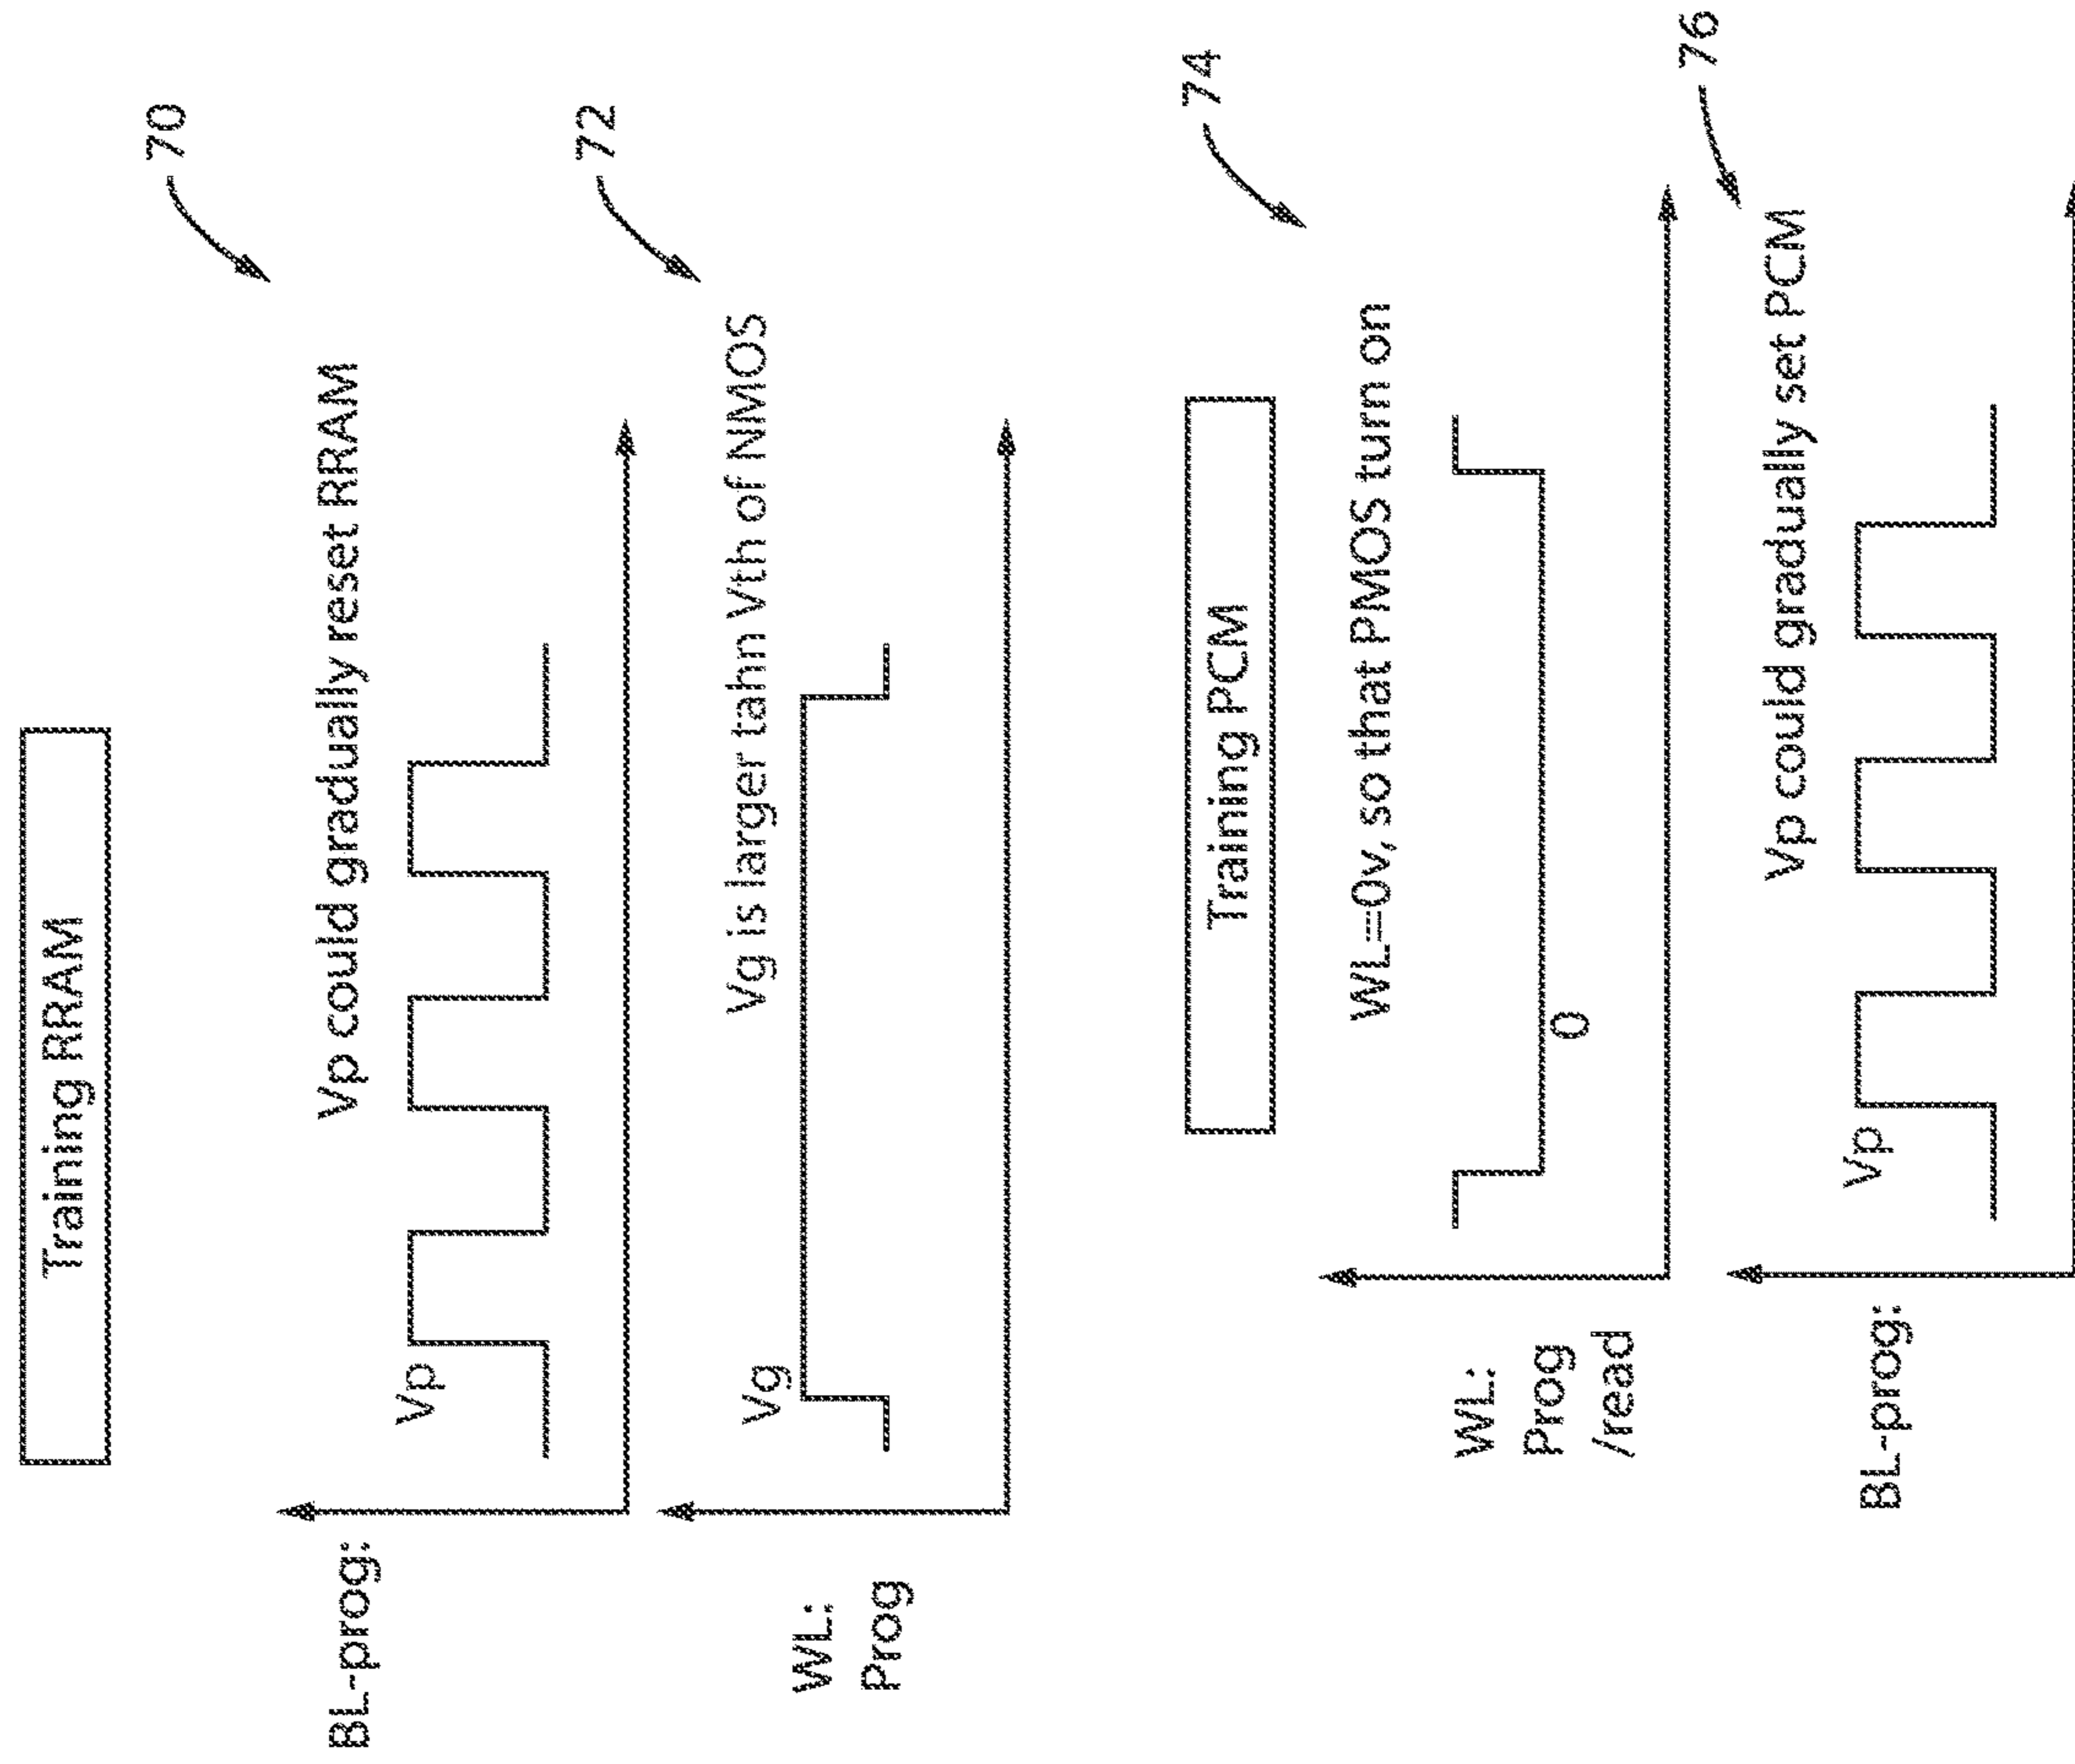 Training RRAM
70
Vp could gradually reset RRAM
BL-prog:
Vp
72
Vg is larger tahn Vth of NMOS
WL:
Prog
Vg
Training PCM
74
WL=0v, so that PMOS turn on
WL:
Prog
/read
0
76
Vp could gradually set PCM
BL-prog:
Vp